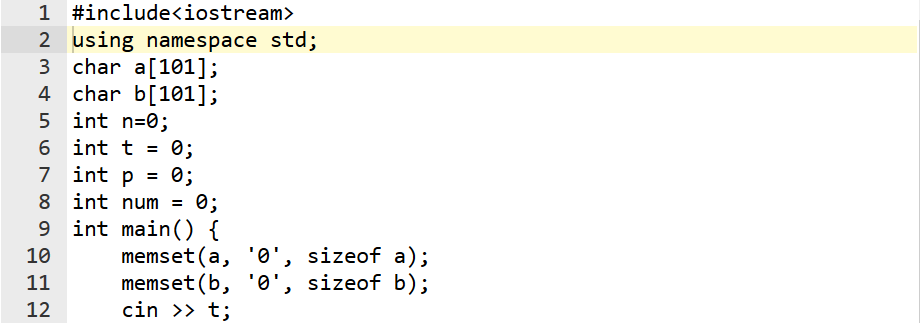 1 #include<iostream>
2 using namespace std;
3 char a[101];
4 char b[101];
5 int n=0;
6 int t = 0;
7 int p = 0;
8 int num = 0;
9 int main() {
10     memset(a, '0', sizeof a);
11     memset(b, '0', sizeof b);
12     cin >> t;